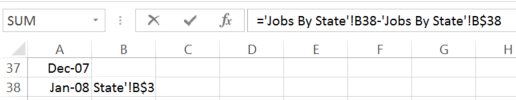 SUM fx ='Jobs By State'!B38-'Jobs By State'!B$38
A B C D E F G H
37 Dec-07
38 Jan-08 State'!B$3